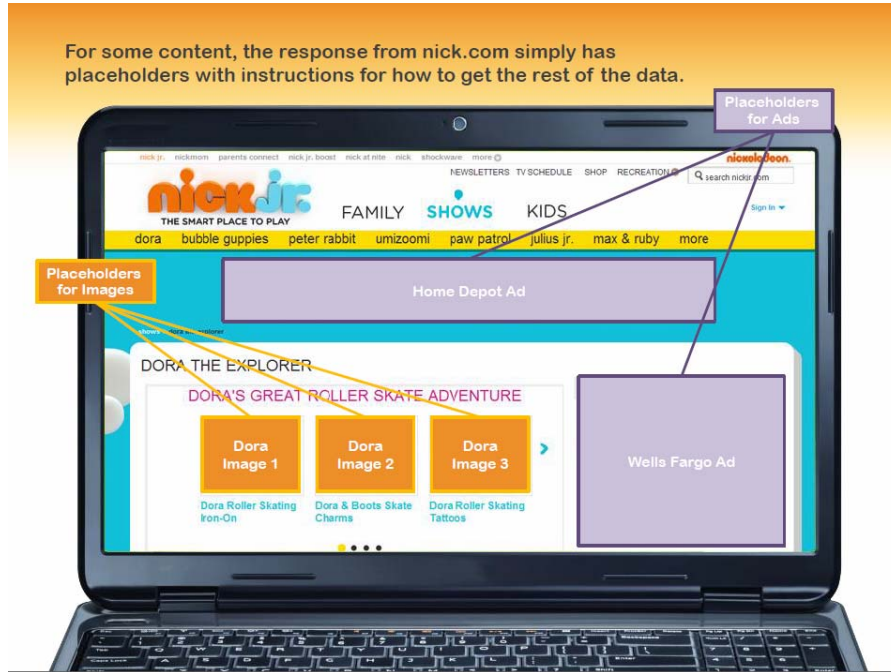 For some content, the response from nick.com simply has
placeholders with instructions for how to get the rest of the data.
Placeholders
for Ads
nick jr. nickmom parents connect nick jr. boost nick at nite nick shockwave more
nickelodeon.
NEWSLETTERS TV SCHEDULE SHOP RECREATION
search nickjr.com
nick jr.
THE SMART PLACE TO PLAY
FAMILY SHOWS KIDS
Sign In
dora bubble guppies peter rabbit umizoomi paw patrol julius jr. max & ruby more
Placeholders
for Images
Home Depot Ad
shows
DORA THE EXPLORER
DORA'S GREAT ROLLER SKATE ADVENTURE
Dora
Image 1
Dora
Image 2
Dora
Image 3
Wells Fargo Ad
Dora Roller Skating
Iron-On
Dora & Boots Skate
Charms
Dora Roller Skating
Tattoos